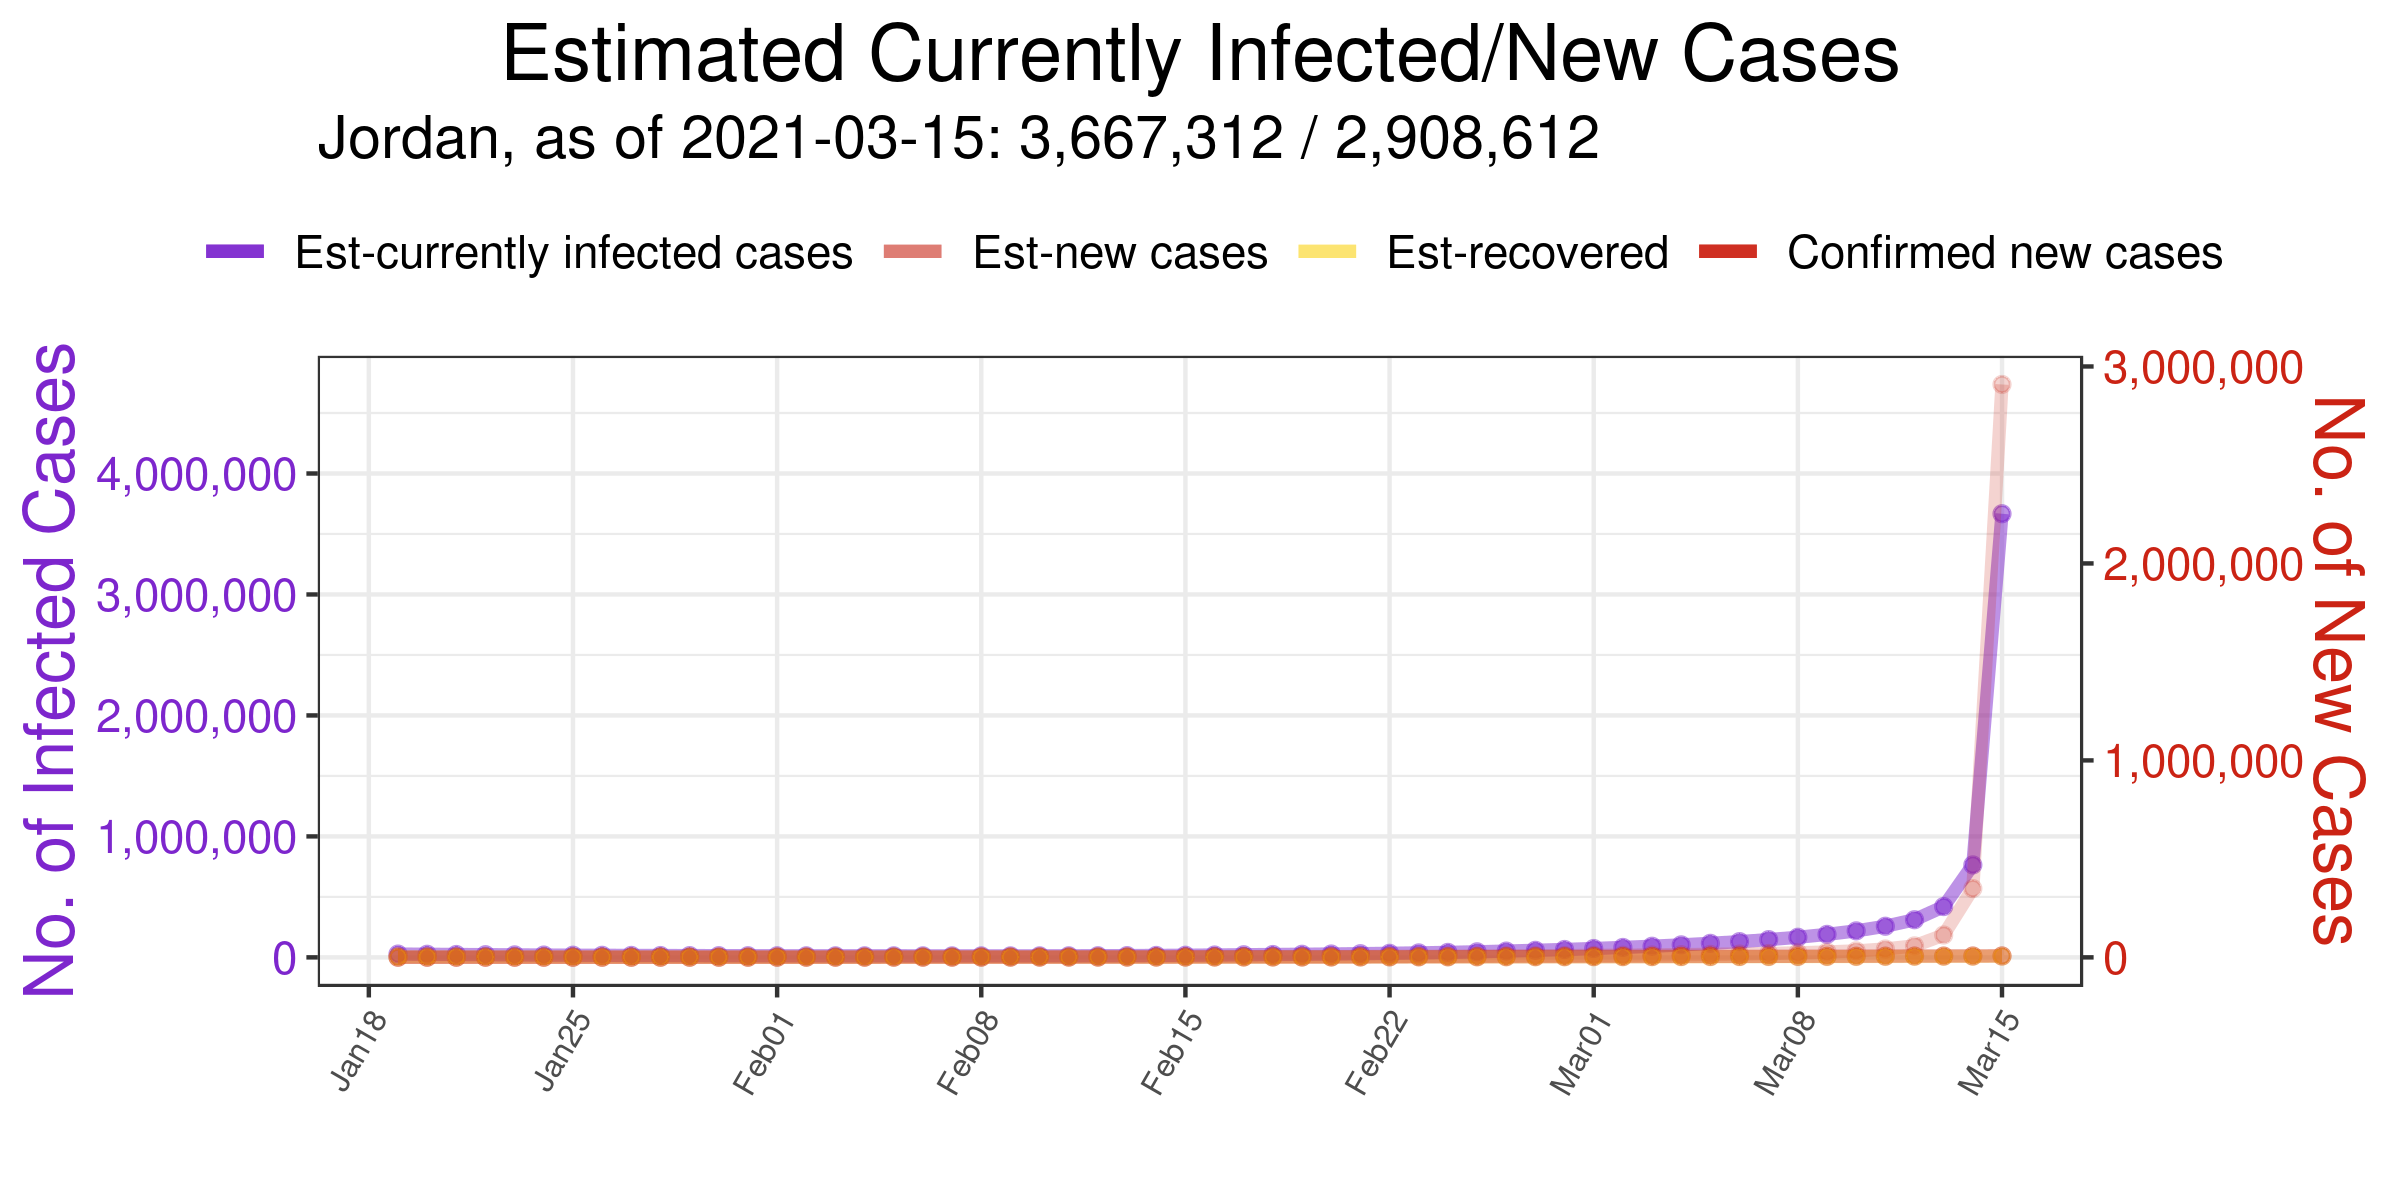 Estimated Currently Infected/New Cases
Jordan, as of 2021-03-15: 3,667,312 / 2,908,612
Est-currently infected cases Est-new cases Est-recovered Confirmed new cases
No. of Infected Cases
4,000,000
3,000,000
2,000,000
1,000,000
0
3,000,000
2,000,000
1,000,000
0
No. of New Cases
Jan18 Jan25 Feb01 Feb08 Feb15 Feb22 Mar01 Mar08 Mar15